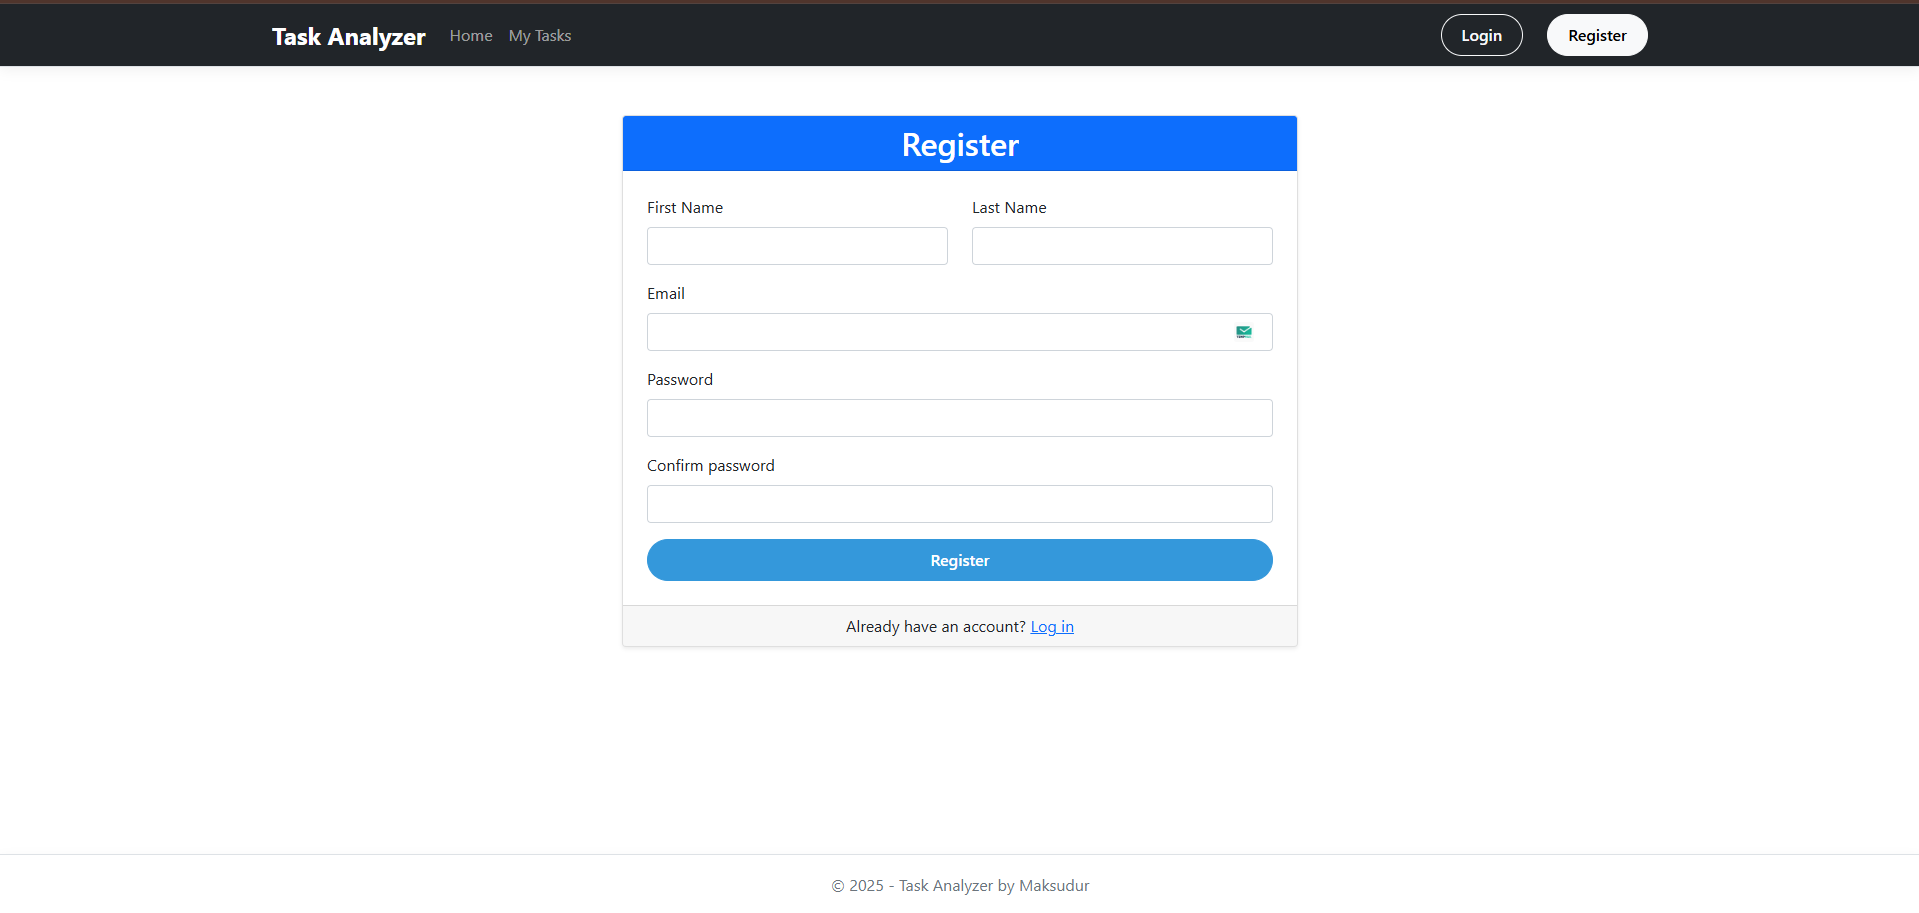 Task Analyzer Home My Tasks Login Register
Register
First Name Last Name
Email
Password
Confirm password
Register
Already have an account? Log in
© 2025 - Task Analyzer by Maksudur